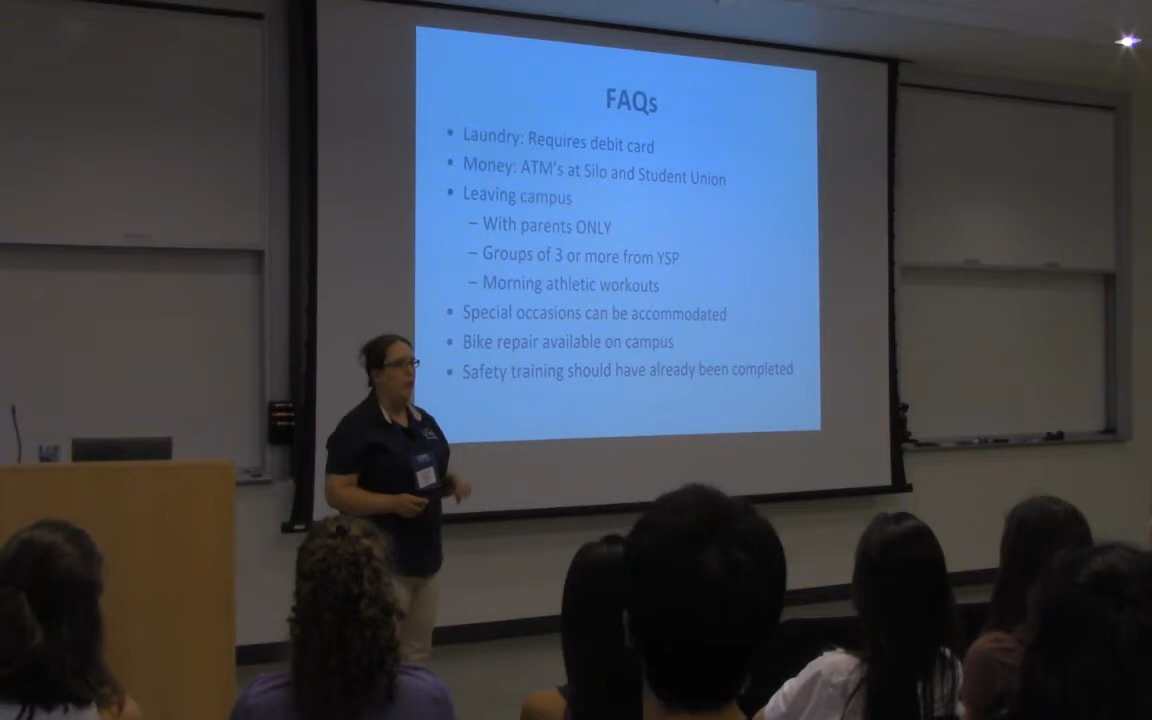 FAQs
• Laundry: Requires debit card
• Money: ATM's at Silo and Student Union
• Leaving campus
– With parents ONLY
– Groups of 3 or more from YSP
– Morning athletic workouts
• Special occasions can be accommodated
• Bike repair available on campus
• Safety training should have already been completed